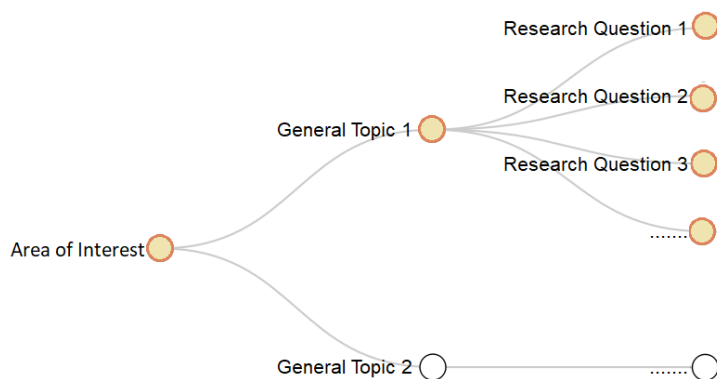 Research Question 1
Research Question 2
General Topic 1
Research Question 3
.......
Area of Interest
General Topic 2
.......